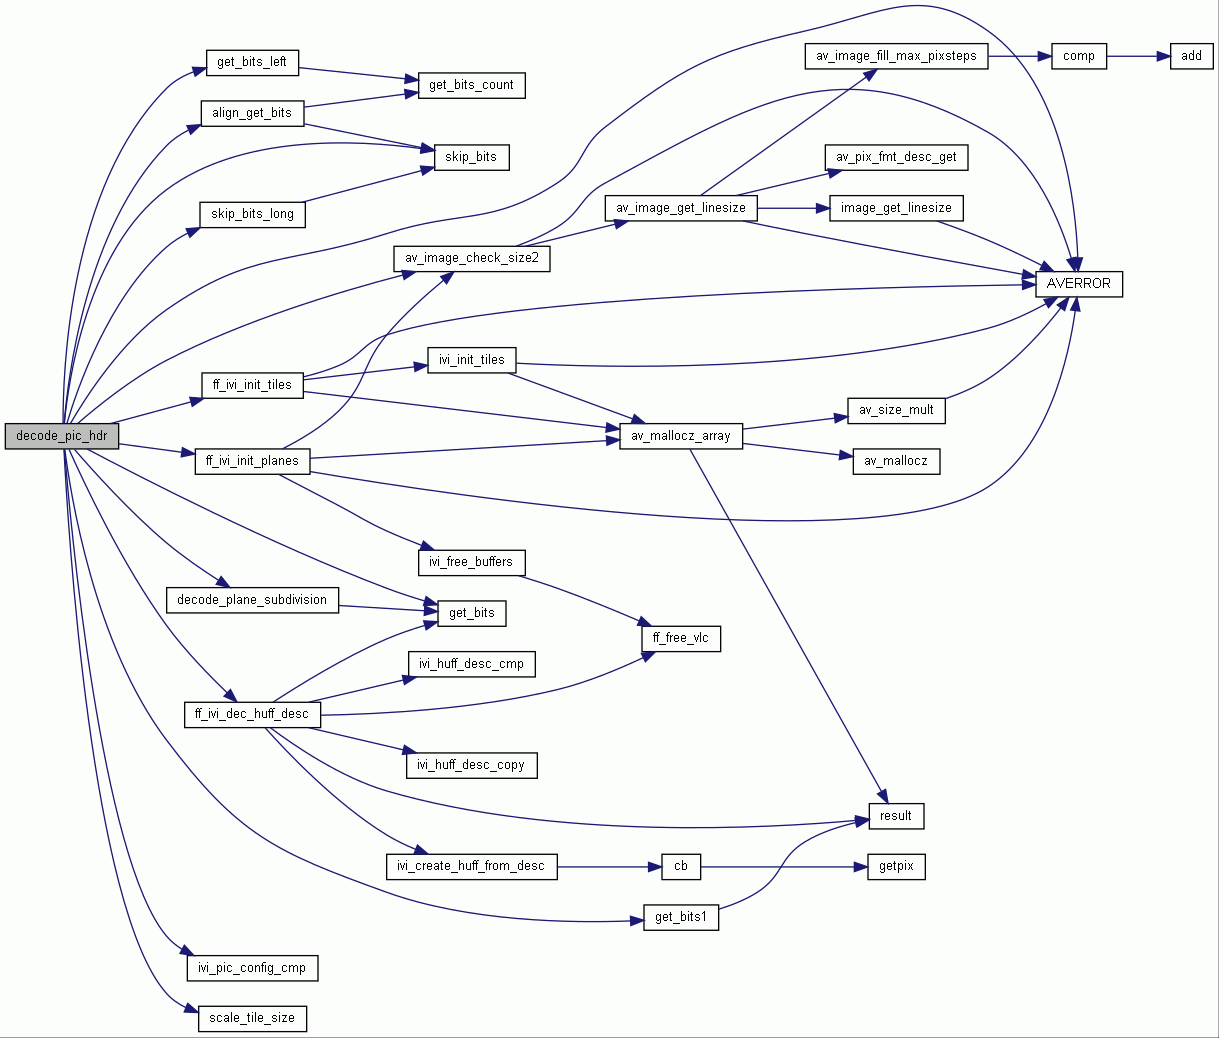 av_image_fill_max_pixsteps
comp
add
get_bits_left
get_bits_count
align_get_bits
skip_bits
av_pix_fmt_desc_get
skip_bits_long
av_image_get_linesize
image_get_linesize
av_image_check_size2
AVERROR
ivi_init_tiles
ff_ivi_init_tiles
av_size_mult
decode_pic_hdr
av_mallocz_array
ff_ivi_init_planes
av_mallocz
ivi_free_buffers
decode_plane_subdivision
get_bits
ff_free_vlc
ivi_huff_desc_cmp
ff_ivi_dec_huff_desc
ivi_huff_desc_copy
result
ivi_create_huff_from_desc
cb
getpix
get_bits1
ivi_pic_config_cmp
scale_tile_size